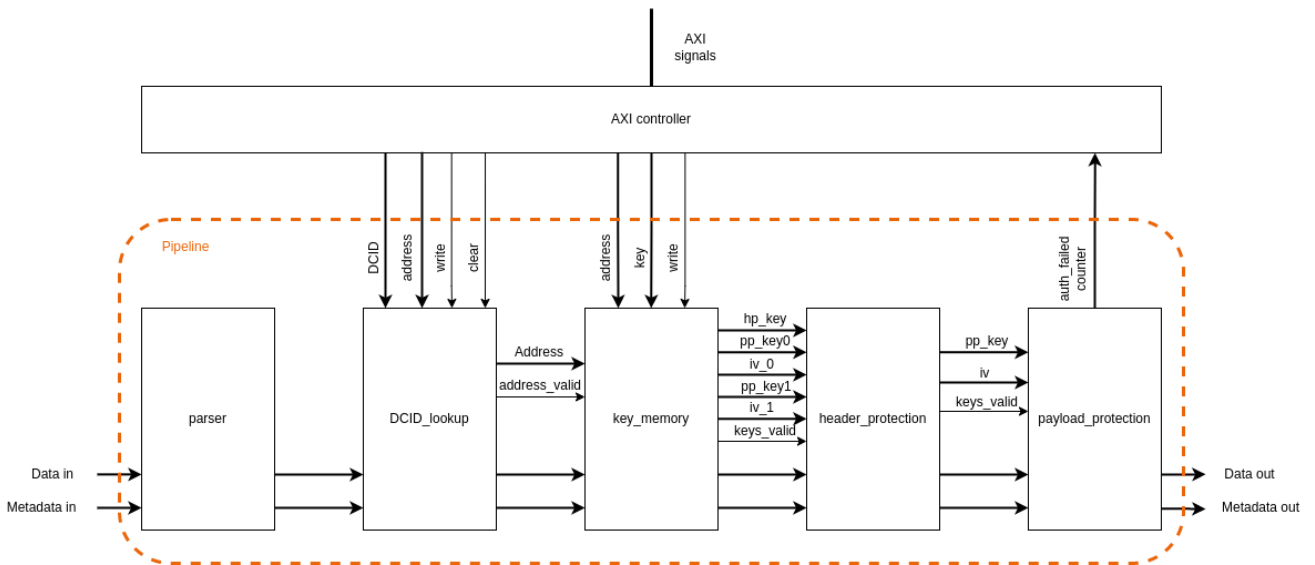 AXI
signals
AXI controller
DCID
address
write
clear
address
key
write
auth_failed
counter
Pipeline
hp_key
pp_key0
iv_0
pp_key1
iv_1
keys_valid
Address
address_valid
pp_key
iv
keys_valid
parser
DCID_lookup
key_memory
header_protection
payload_protection
Data in
Data out
Metadata in
Metadata out